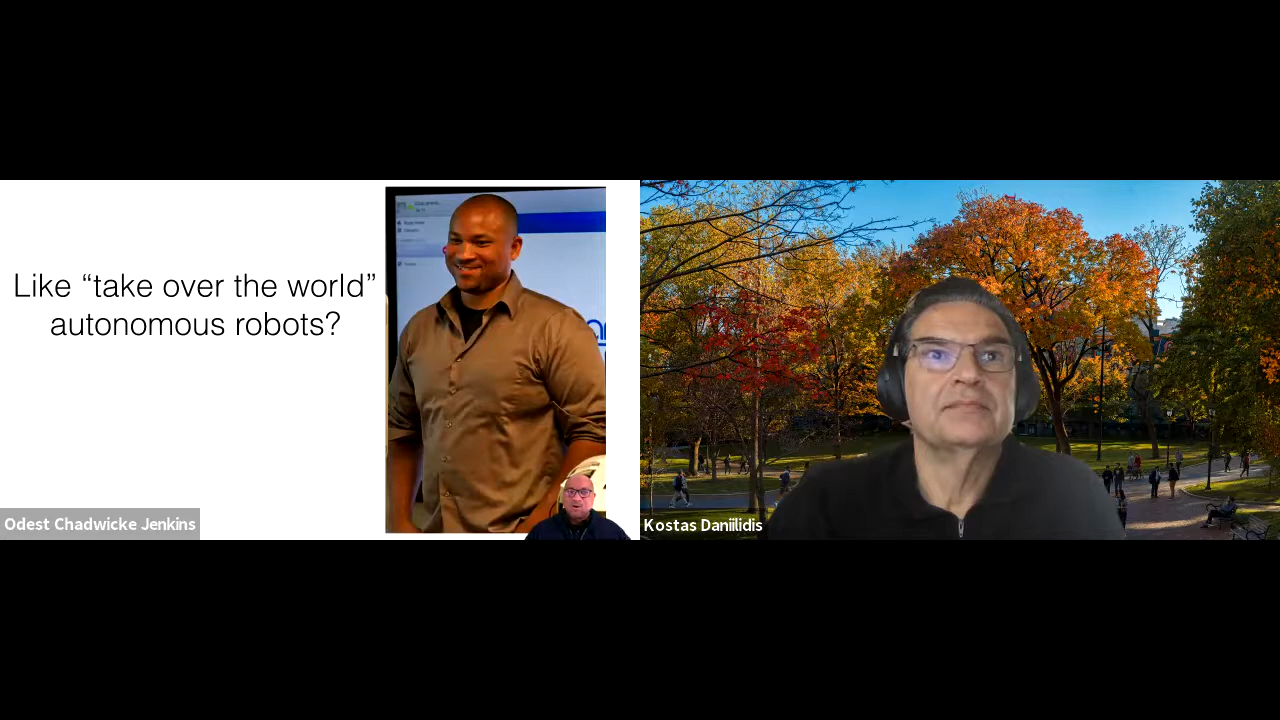 Like “take over the world”
autonomous robots?
Odest Chadwicke Jenkins
Kostas Daniilidis